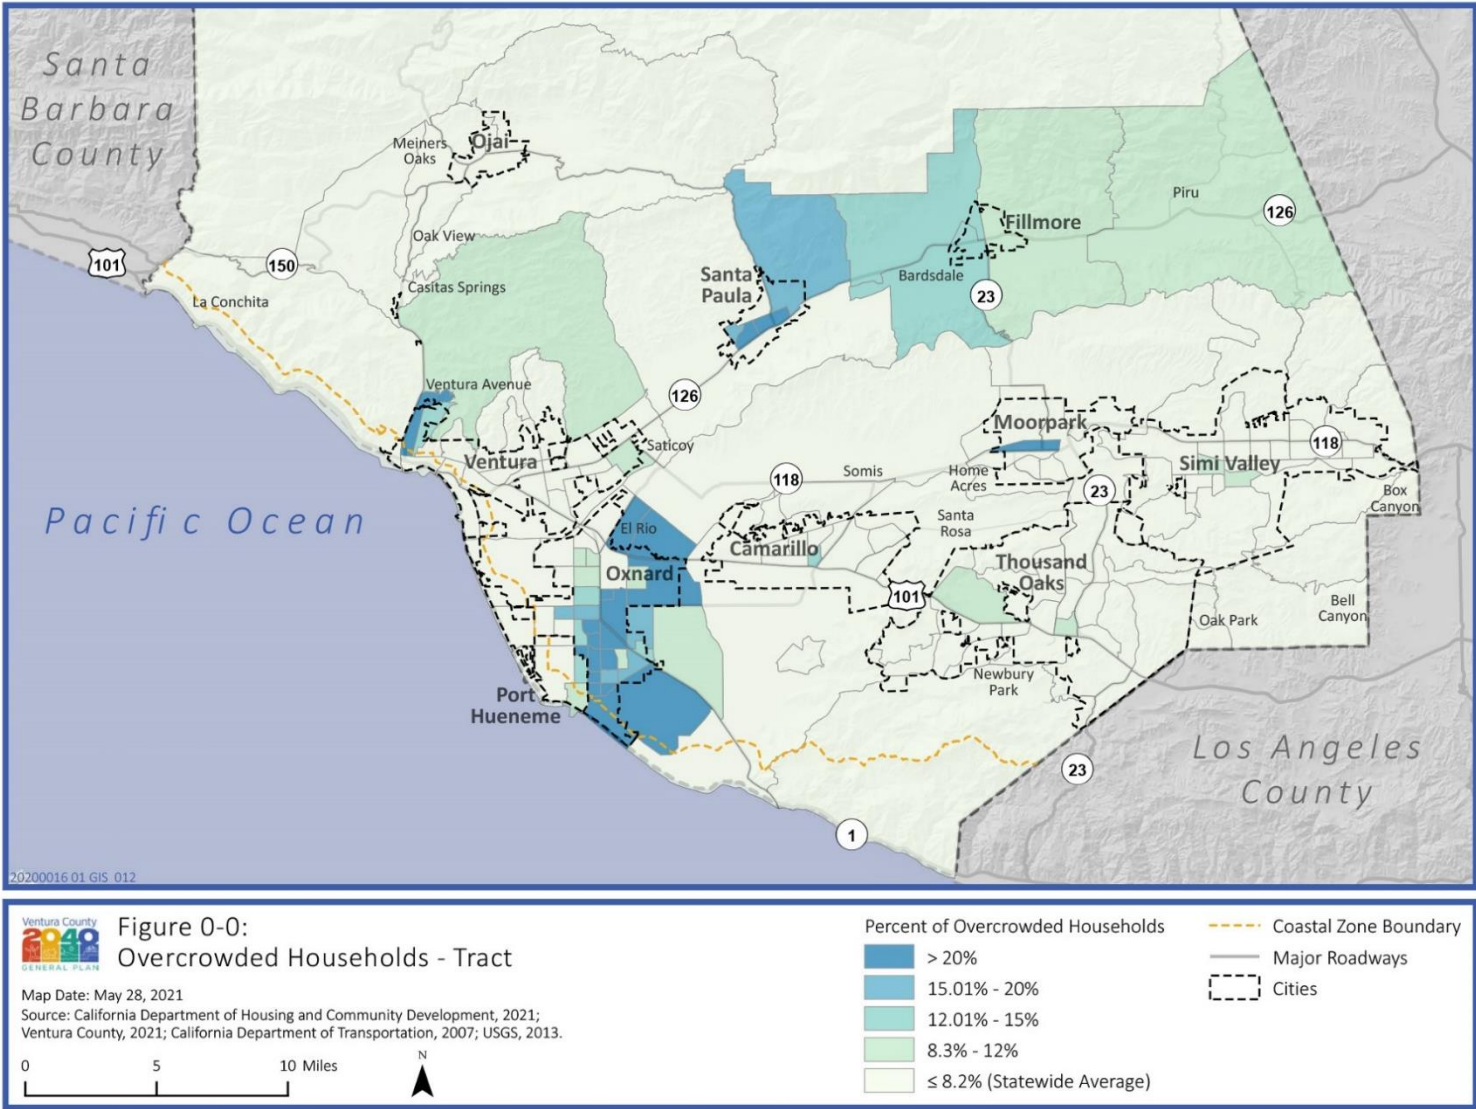 Santa
Barbara
County
Meiners
Oaks
Ojai
Piru
126
Fillmore
101
150
Oak View
Casitas Springs
La Conchita
Santa
Paula
Bardsdale
23
Ventura Avenue
126
Moorpark
118
Ventura
Saticoy
Simi Valley
118
Somis
Home
Acres
23
Box
Canyon
Pacific Ocean
El Rio
Santa
Rosa
Camarillo
Oxnard
Thousand
Oaks
101
Bell
Canyon
Oak Park
Newbury
Park
Port
Hueneme
Los Angeles
County
23
1
20200016 01 GIS 012
Ventura County
2040
GENERAL PLAN
Figure 0-0:
Overcrowded Households - Tract
Map Date: May 28, 2021
Source: California Department of Housing and Community Development, 2021;
Ventura County, 2021; California Department of Transportation, 2007; USGS, 2013.
0 5 10 Miles
N
Percent of Overcrowded Households
> 20%
15.01% - 20%
12.01% - 15%
8.3% - 12%
≤ 8.2% (Statewide Average)
Coastal Zone Boundary
Major Roadways
Cities